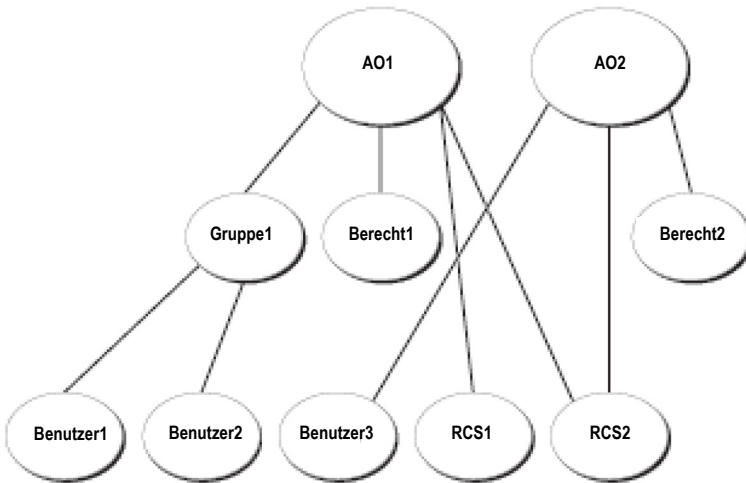 AO1
AO2
Gruppe1
Berecht1
Berecht2
Benutzer1
Benutzer2
Benutzer3
RCS1
RCS2